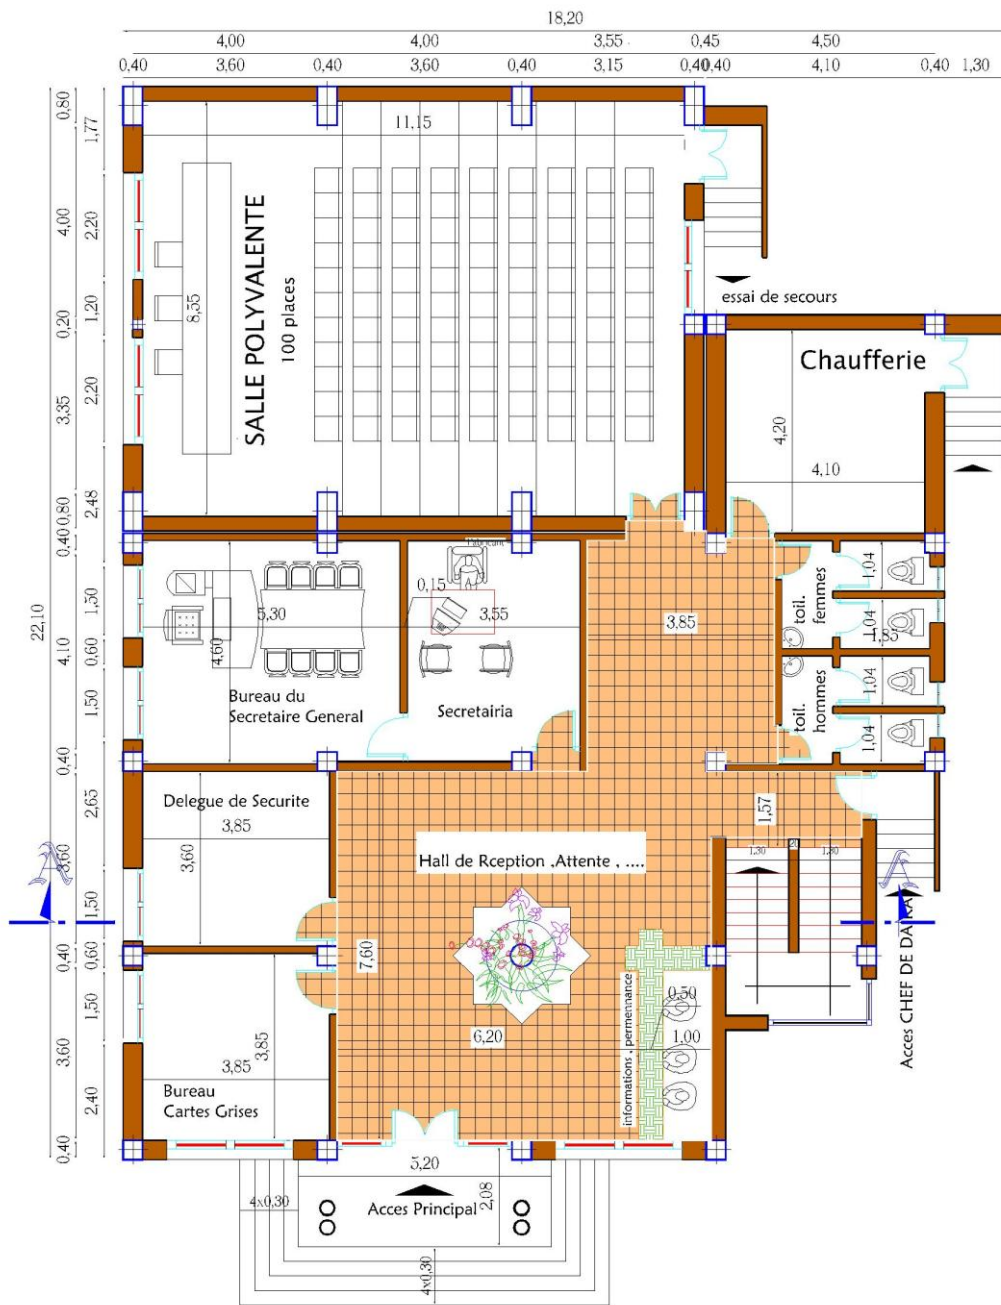 18,20
4,00 4,00 3,55 0,45 4,50
0,40 3,60 0,40 3,60 0,40 3,15 0,40 0,40 4,10 0,40 1,30
0,80
1,77
11,15
4,00
2,20
SALLE POLYVALENTE
100 places
8,55
essai de secours
1,20
0,20
Chaufferie
3,35
2,20
4,20
4,10
2,48
0,80
0,40
Fabricant
1,04
22,10
1,50
0,15
5,30
3,55
3,85
toil.
femmes
1,04
1,85
4,10
0,60
4,60
Bureau du
Secretaire General
Secretairia
1,50
toil.
hommes
1,04
1,04
0,40
2,65
Delegue de Securite
3,85
3,60
1,57
Hall de Rception ,Attente , ....
1,30 1,20 1,80
3,60
A
A
1,50
Acces CHEF DE DAIRA
0,40
0,60
7,60
informations , permennance
0,50
1,00
6,20
1,50
3,60
3,85
3,85
Bureau
Cartes Grises
2,40
0,40
5,20
2,08
4x0,30
Acces Principal
4x0,30